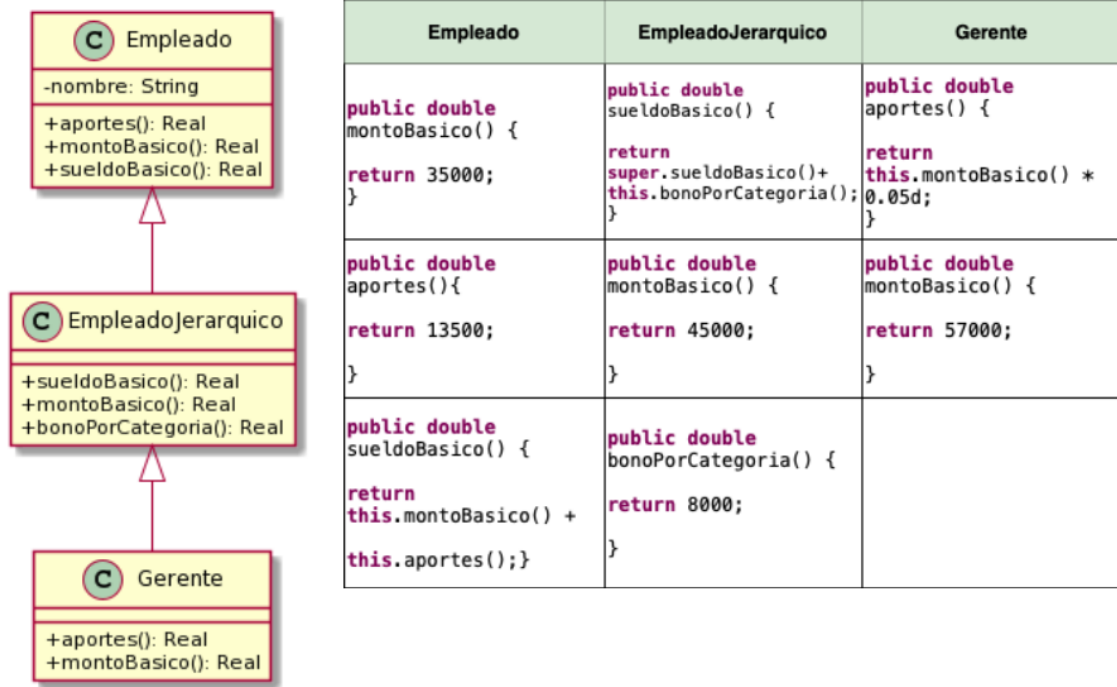 C Empleado
-nombre: String
+aportes(): Real
+montoBasico(): Real
+sueldoBasico(): Real
C EmpleadoJerarquico
+sueldoBasico(): Real
+montoBasico(): Real
+bonoPorCategoria(): Real
C Gerente
+aportes(): Real
+montoBasico(): Real
Empleado
EmpleadoJerarquico
Gerente
public double
montoBasico() {
return 35000;
}
public double
sueldoBasico() {
return
super.sueldoBasico()+
this.bonoPorCategoria();
}
public double
aportes() {
return
this.montoBasico() *
0.05d;
}
public double
aportes(){
return 13500;
}
public double
montoBasico() {
return 45000;
}
public double
montoBasico() {
return 57000;
}
public double
sueldoBasico() {
return
this.montoBasico() +
this.aportes();}
public double
bonoPorCategoria() {
return 8000;
}